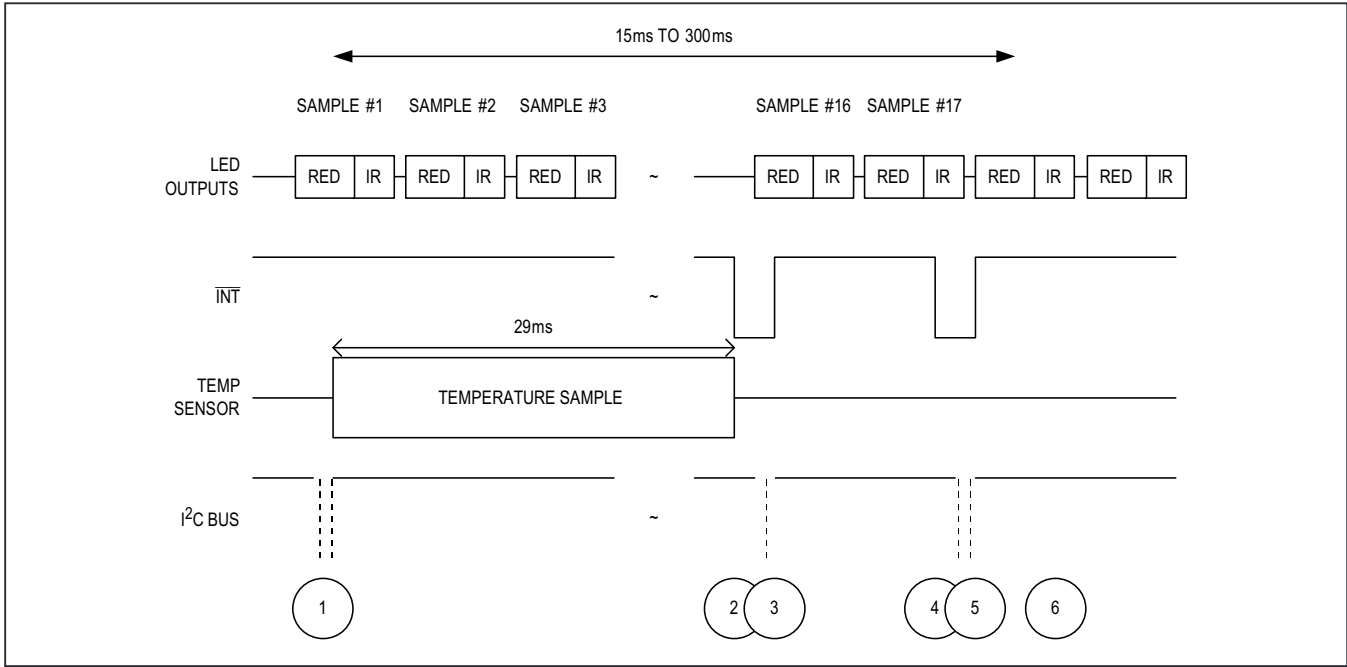 15ms TO 300ms
SAMPLE #1 SAMPLE #2 SAMPLE #3 SAMPLE #16 SAMPLE #17
LED
OUTPUTS
RED IR RED IR RED IR ~ RED IR RED IR RED IR RED IR
INT ~
29ms
TEMP
SENSOR
TEMPERATURE SAMPLE
I²C BUS ~
1 2 3 4 5 6